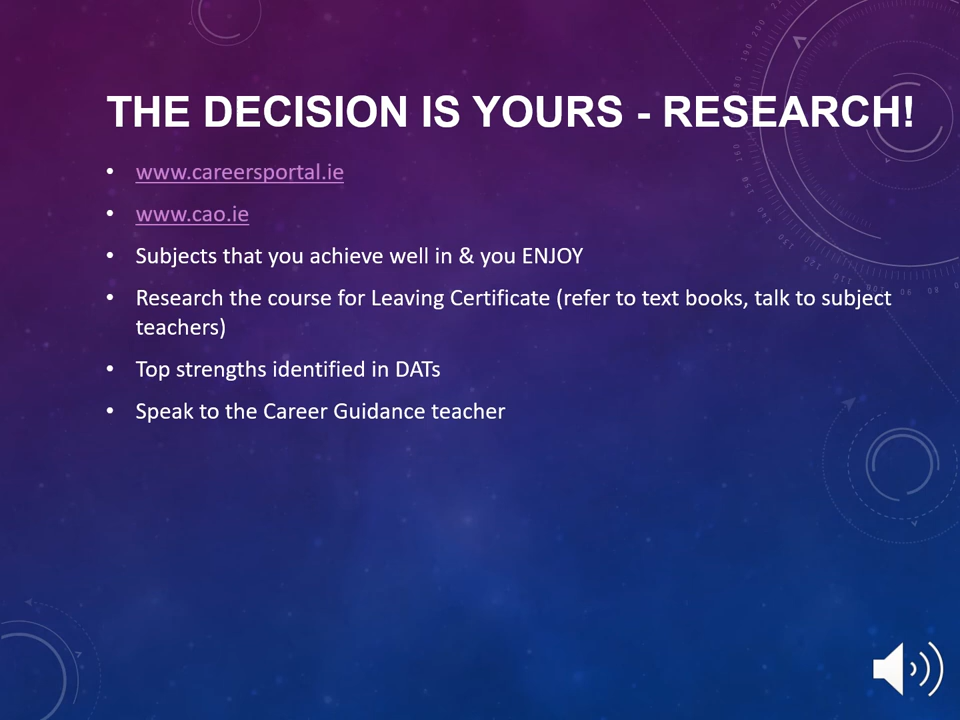 THE DECISION IS YOURS - RESEARCH!
• www.careersportal.ie
• www.cao.ie
• Subjects that you achieve well in & you ENJOY
• Research the course for Leaving Certificate (refer to text books, talk to subject
teachers)
• Top strengths identified in DATs
• Speak to the Career Guidance teacher